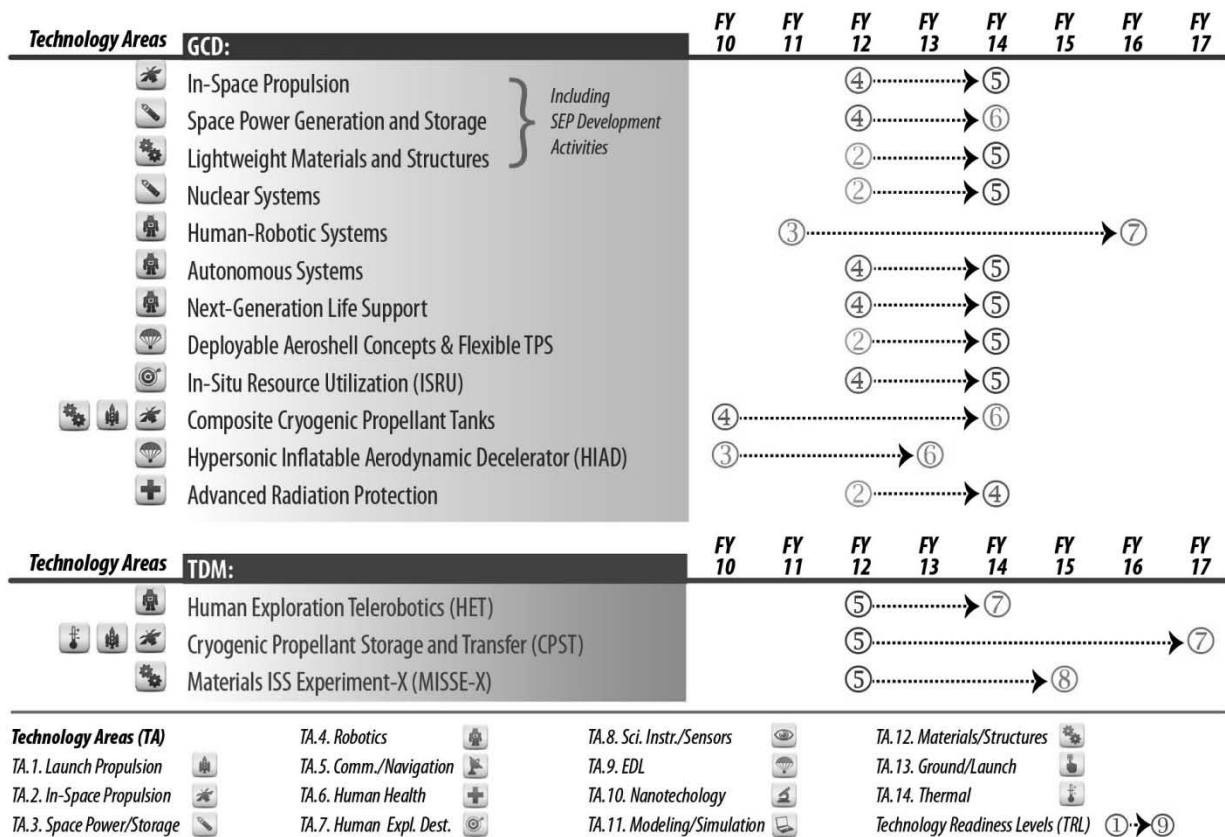 FY FY FY FY FY FY FY FY
Technology Areas GCD: 10 11 12 13 14 15 16 17
In-Space Propulsion 4 5
Including
Space Power Generation and Storage SEP Development 4 6
Activities
Lightweight Materials and Structures 2 5
Nuclear Systems 2 5
Human-Robotic Systems 3 7
Autonomous Systems 4 5
Next-Generation Life Support 4 5
Deployable Aeroshell Concepts & Flexible TPS 2 5
In-Situ Resource Utilization (ISRU) 4 5
Composite Cryogenic Propellant Tanks 4 6
Hypersonic Inflatable Aerodynamic Decelerator (HIAD) 3 6
Advanced Radiation Protection 2 4
FY FY FY FY FY FY FY FY
Technology Areas TDM: 10 11 12 13 14 15 16 17
Human Exploration Telerobotics (HET) 5 7
Cryogenic Propellant Storage and Transfer (CPST) 5 7
Materials ISS Experiment-X (MISSE-X) 5 8
Technology Areas (TA) TA.4. Robotics TA.8. Sci. Instr./Sensors TA.12. Materials/Structures
TA.1. Launch Propulsion TA.5. Comm./Navigation TA.9. EDL TA.13. Ground/Launch
TA.2. In-Space Propulsion TA.6. Human Health TA.10. Nanotechology TA.14. Thermal
TA.3. Space Power/Storage TA.7. Human Expl. Dest. TA.11. Modeling/Simulation Technology Readiness Levels (TRL) 1 9